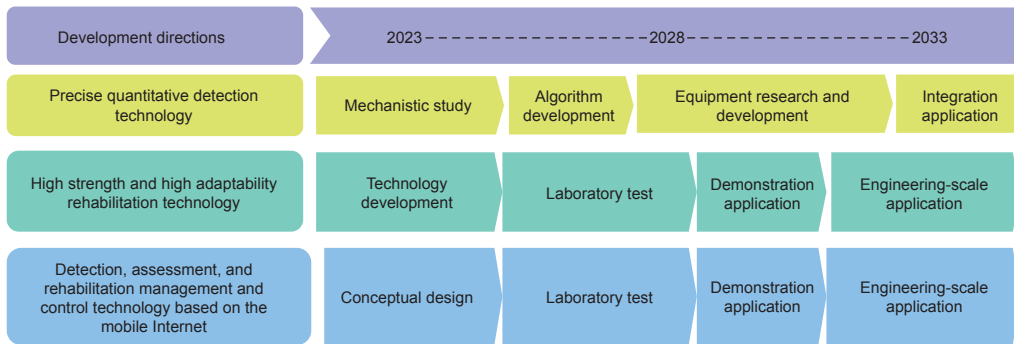 Development directions
2023
2028
2033
Precise quantitative detection
technology
Mechanistic study
Algorithm
development
Equipment research and
development
Integration
application
High strength and high adaptability
rehabilitation technology
Technology
development
Laboratory test
Demonstration
application
Engineering-scale
application
Detection, assessment, and
rehabilitation management and
control technology based on the
mobile Internet
Conceptual design
Laboratory test
Demonstration
application
Engineering-scale
application